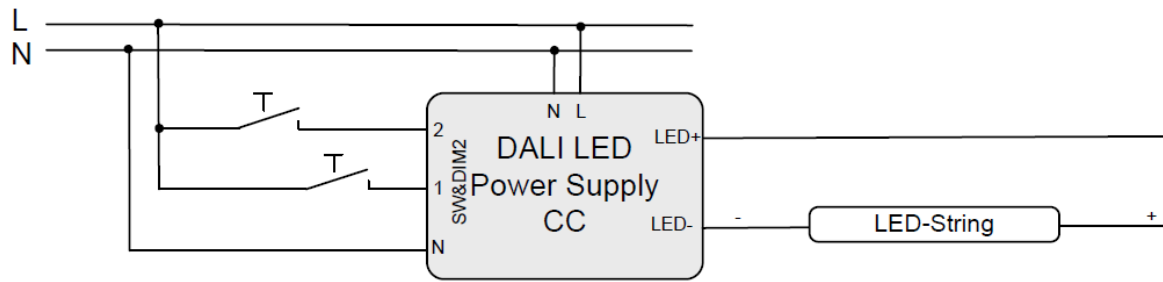 L
N
N L
2
1
N
SW&DIM2
DALI LED
Power Supply
CC
LED+
LED-
-
LED-String
+